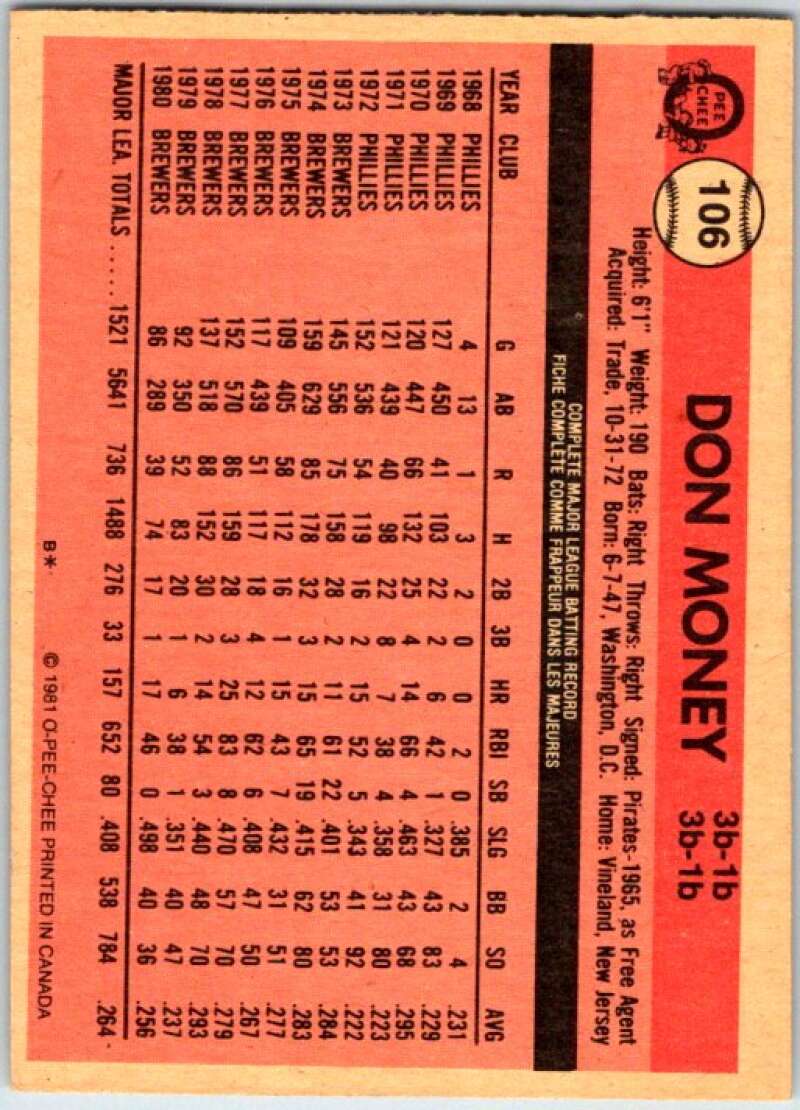 O
PEE
CHEE
106
DON MONEY
3b-1b
3b-1b
Height: 6'1" Weight: 190 Bats: Right Throws: Right Signed: Pirates-1965, as Free Agent
Acquired: Trade, 10-31-72 Born: 6-7-47, Washington, D.C. Home: Vineland, New Jersey
COMPLETE MAJOR LEAGUE BATTING RECORD
FICHE COMPLETE COMME FRAPPEUR DANS LES MAJEURES
YEAR CLUB G AB R H 2B 3B HR RBI SB SLG BB SO AVG
1968 PHILLIES 4 13 1 3 2 0 0 2 0 .385 2 4 .231
1969 PHILLIES 127 450 41 103 22 2 6 42 1 .327 43 83 .229
1970 PHILLIES 120 447 66 132 25 4 14 66 4 .463 43 68 .295
1971 PHILLIES 121 439 40 98 22 8 7 38 4 .358 31 80 .223
1972 PHILLIES 152 536 54 119 16 2 15 52 5 .343 41 92 .222
1973 BREWERS 145 556 75 158 28 2 11 61 22 .401 53 53 .284
1974 BREWERS 159 629 85 178 32 3 15 65 19 .415 62 80 .283
1975 BREWERS 109 405 58 112 16 1 15 43 7 .432 31 51 .277
1976 BREWERS 117 439 51 117 18 4 12 62 6 .408 47 50 .267
1977 BREWERS 152 570 86 159 28 3 25 83 8 .470 57 70 .279
1978 BREWERS 137 518 88 152 30 2 14 54 3 .440 48 70 .293
1979 BREWERS 92 350 52 83 20 1 6 38 1 .351 40 47 .237
1980 BREWERS 86 289 39 74 17 1 17 46 0 .498 40 36 .256
MAJOR LEA. TOTALS ...... 1521 5641 736 1488 276 33 157 652 80 .408 538 784 .264
B* © 1981 O-PEE-CHEE PRINTED IN CANADA